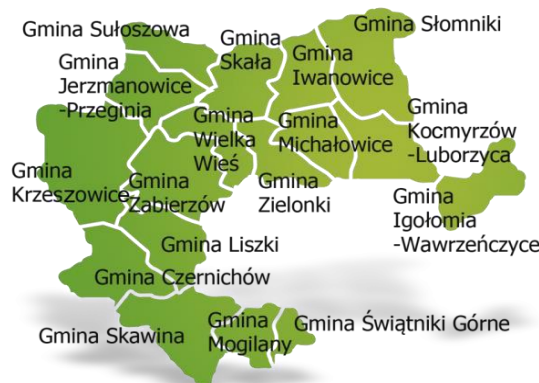 Gmina Sułoszowa
Gmina
Skała
Gmina Słomniki
Gmina
Jerzmanowice
-Przeginia
Gmina
Iwanowice
Gmina
Wielka
Wieś
Gmina
Michałowice
Gmina
Kocmyrzów
-Luborzyca
Gmina
Krzeszowice
Gmina
Zabierzów
Gmina
Zielonki
Gmina
Igołomia
-Wawrzeńczyce
Gmina Liszki
Gmina Czernichów
Gmina Skawina
Gmina
Mogilany
Gmina Świątniki Górne